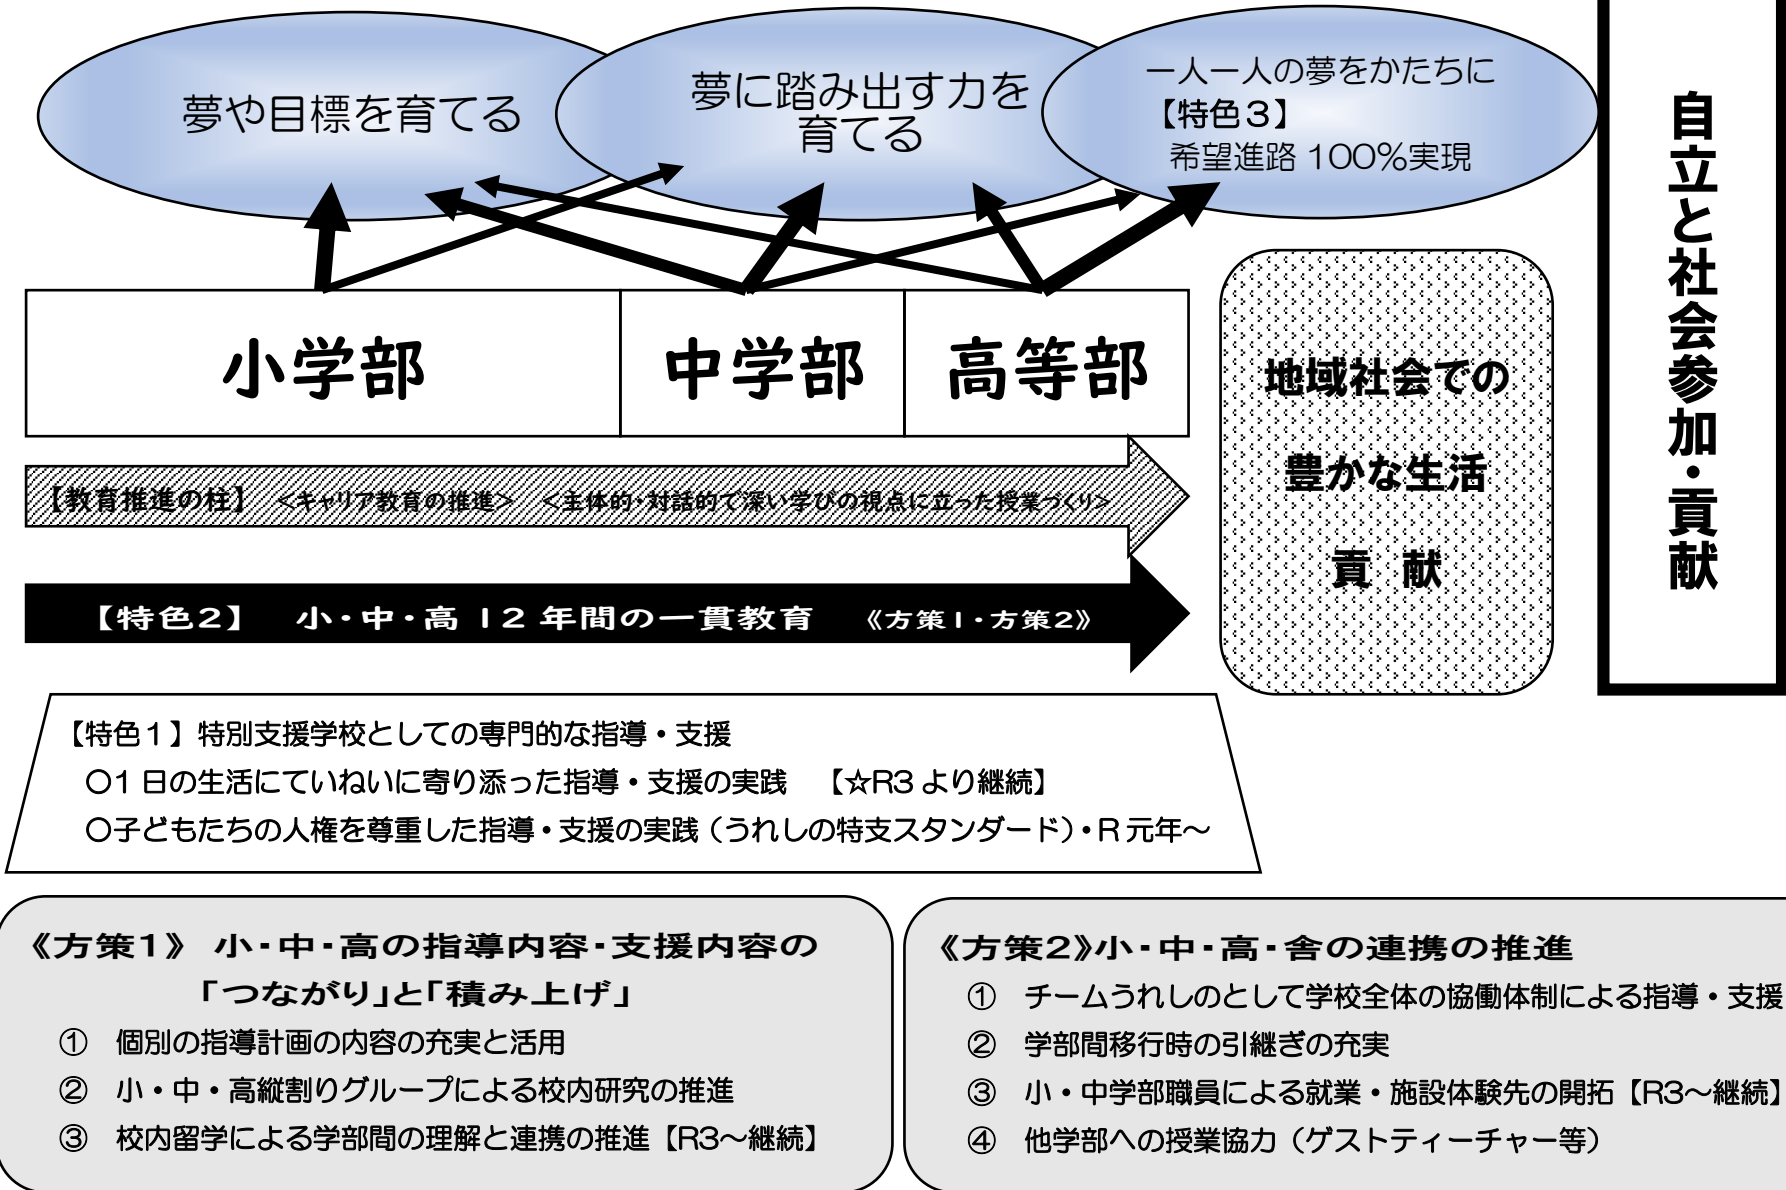 夢や目標を育てる
夢に踏み出す力を
育てる
一人一人の夢をかたちに
【特色3】
希望進路 100%実現
自立と社会参加・貢献
小学部
中学部
高等部
地域社会での
豊かな生活
貢 献
【教育推進の柱】 <キャリア教育の推進> <主体的・対話的で深い学びの視点に立った授業づくり>
【特色2】 小・中・高 12 年間の一貫教育 《方策1・方策2》
【特色1】特別支援学校としての専門的な指導・支援
○1 日の生活にていねいに寄り添った指導・支援の実践 【☆R3 より継続】
○子どもたちの人権を尊重した指導・支援の実践(うれしの特支スタンダード)・R 元年～
《方策1》 小・中・高の指導内容・支援内容の
「つながり」と「積み上げ」
① 個別の指導計画の内容の充実と活用
② 小・中・高縦割りグループによる校内研究の推進
③ 校内留学による学部間の理解と連携の推進【R3～継続】
《方策2》小・中・高・舎の連携の推進
① チームうれしのとして学校全体の協働体制による指導・支援
② 学部間移行時の引継ぎの充実
③ 小・中学部職員による就業・施設体験先の開拓【R3～継続】
④ 他学部への授業協力(ゲストティーチャー等)